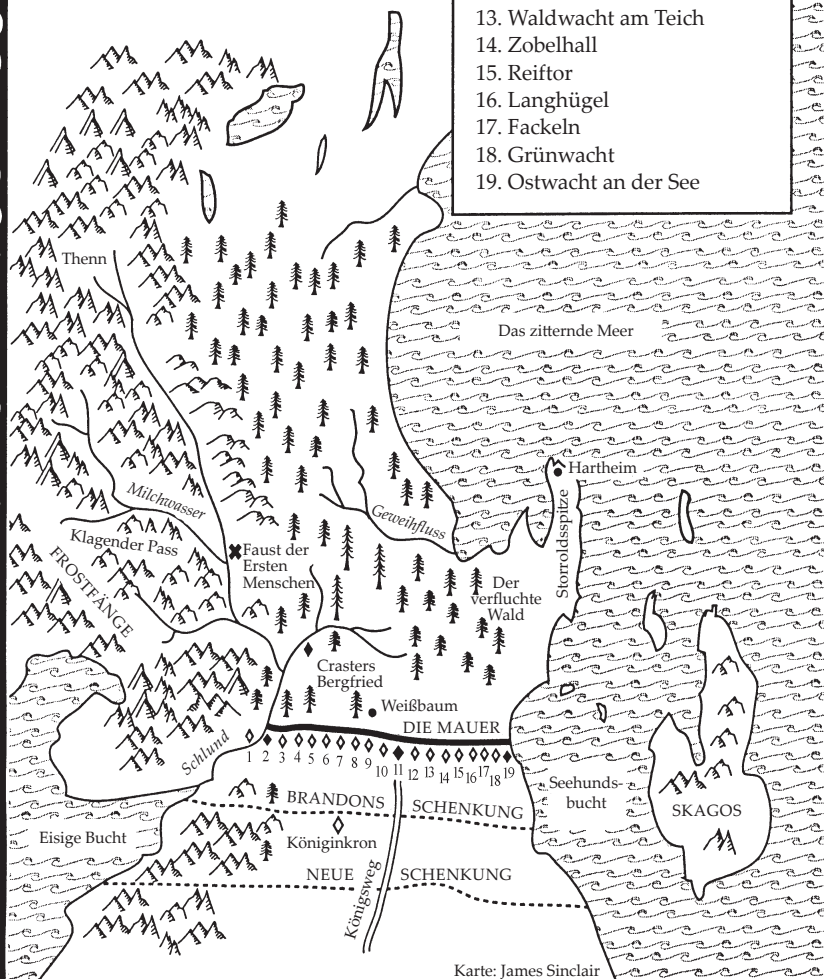 13. Waldwacht am Teich
14. Zobelhall
15. Reiftor
16. Langhügel
17. Fackeln
18. Grünwacht
19. Ostwacht an der See
Thenn
Das zitternde Meer
Hartheim
Milchwasser
Geweihfluss
Storroldsspitze
Klagender Pass
Faust der
Ersten
Menschen
FROSTFÄNGE
Der
verfluchte
Wald
Crasters
Bergfried
Weißbaum
DIE MAUER
Schlund
1 2 3 4 5 6 7 8 9 10 11 12 13 14 15 16 17 18 19
Seehunds-
bucht
SKAGOS
BRANDONS SCHENKUNG
Eisige Bucht
Königinkron
NEUE SCHENKUNG
Königsweg
Karte: James Sinclair